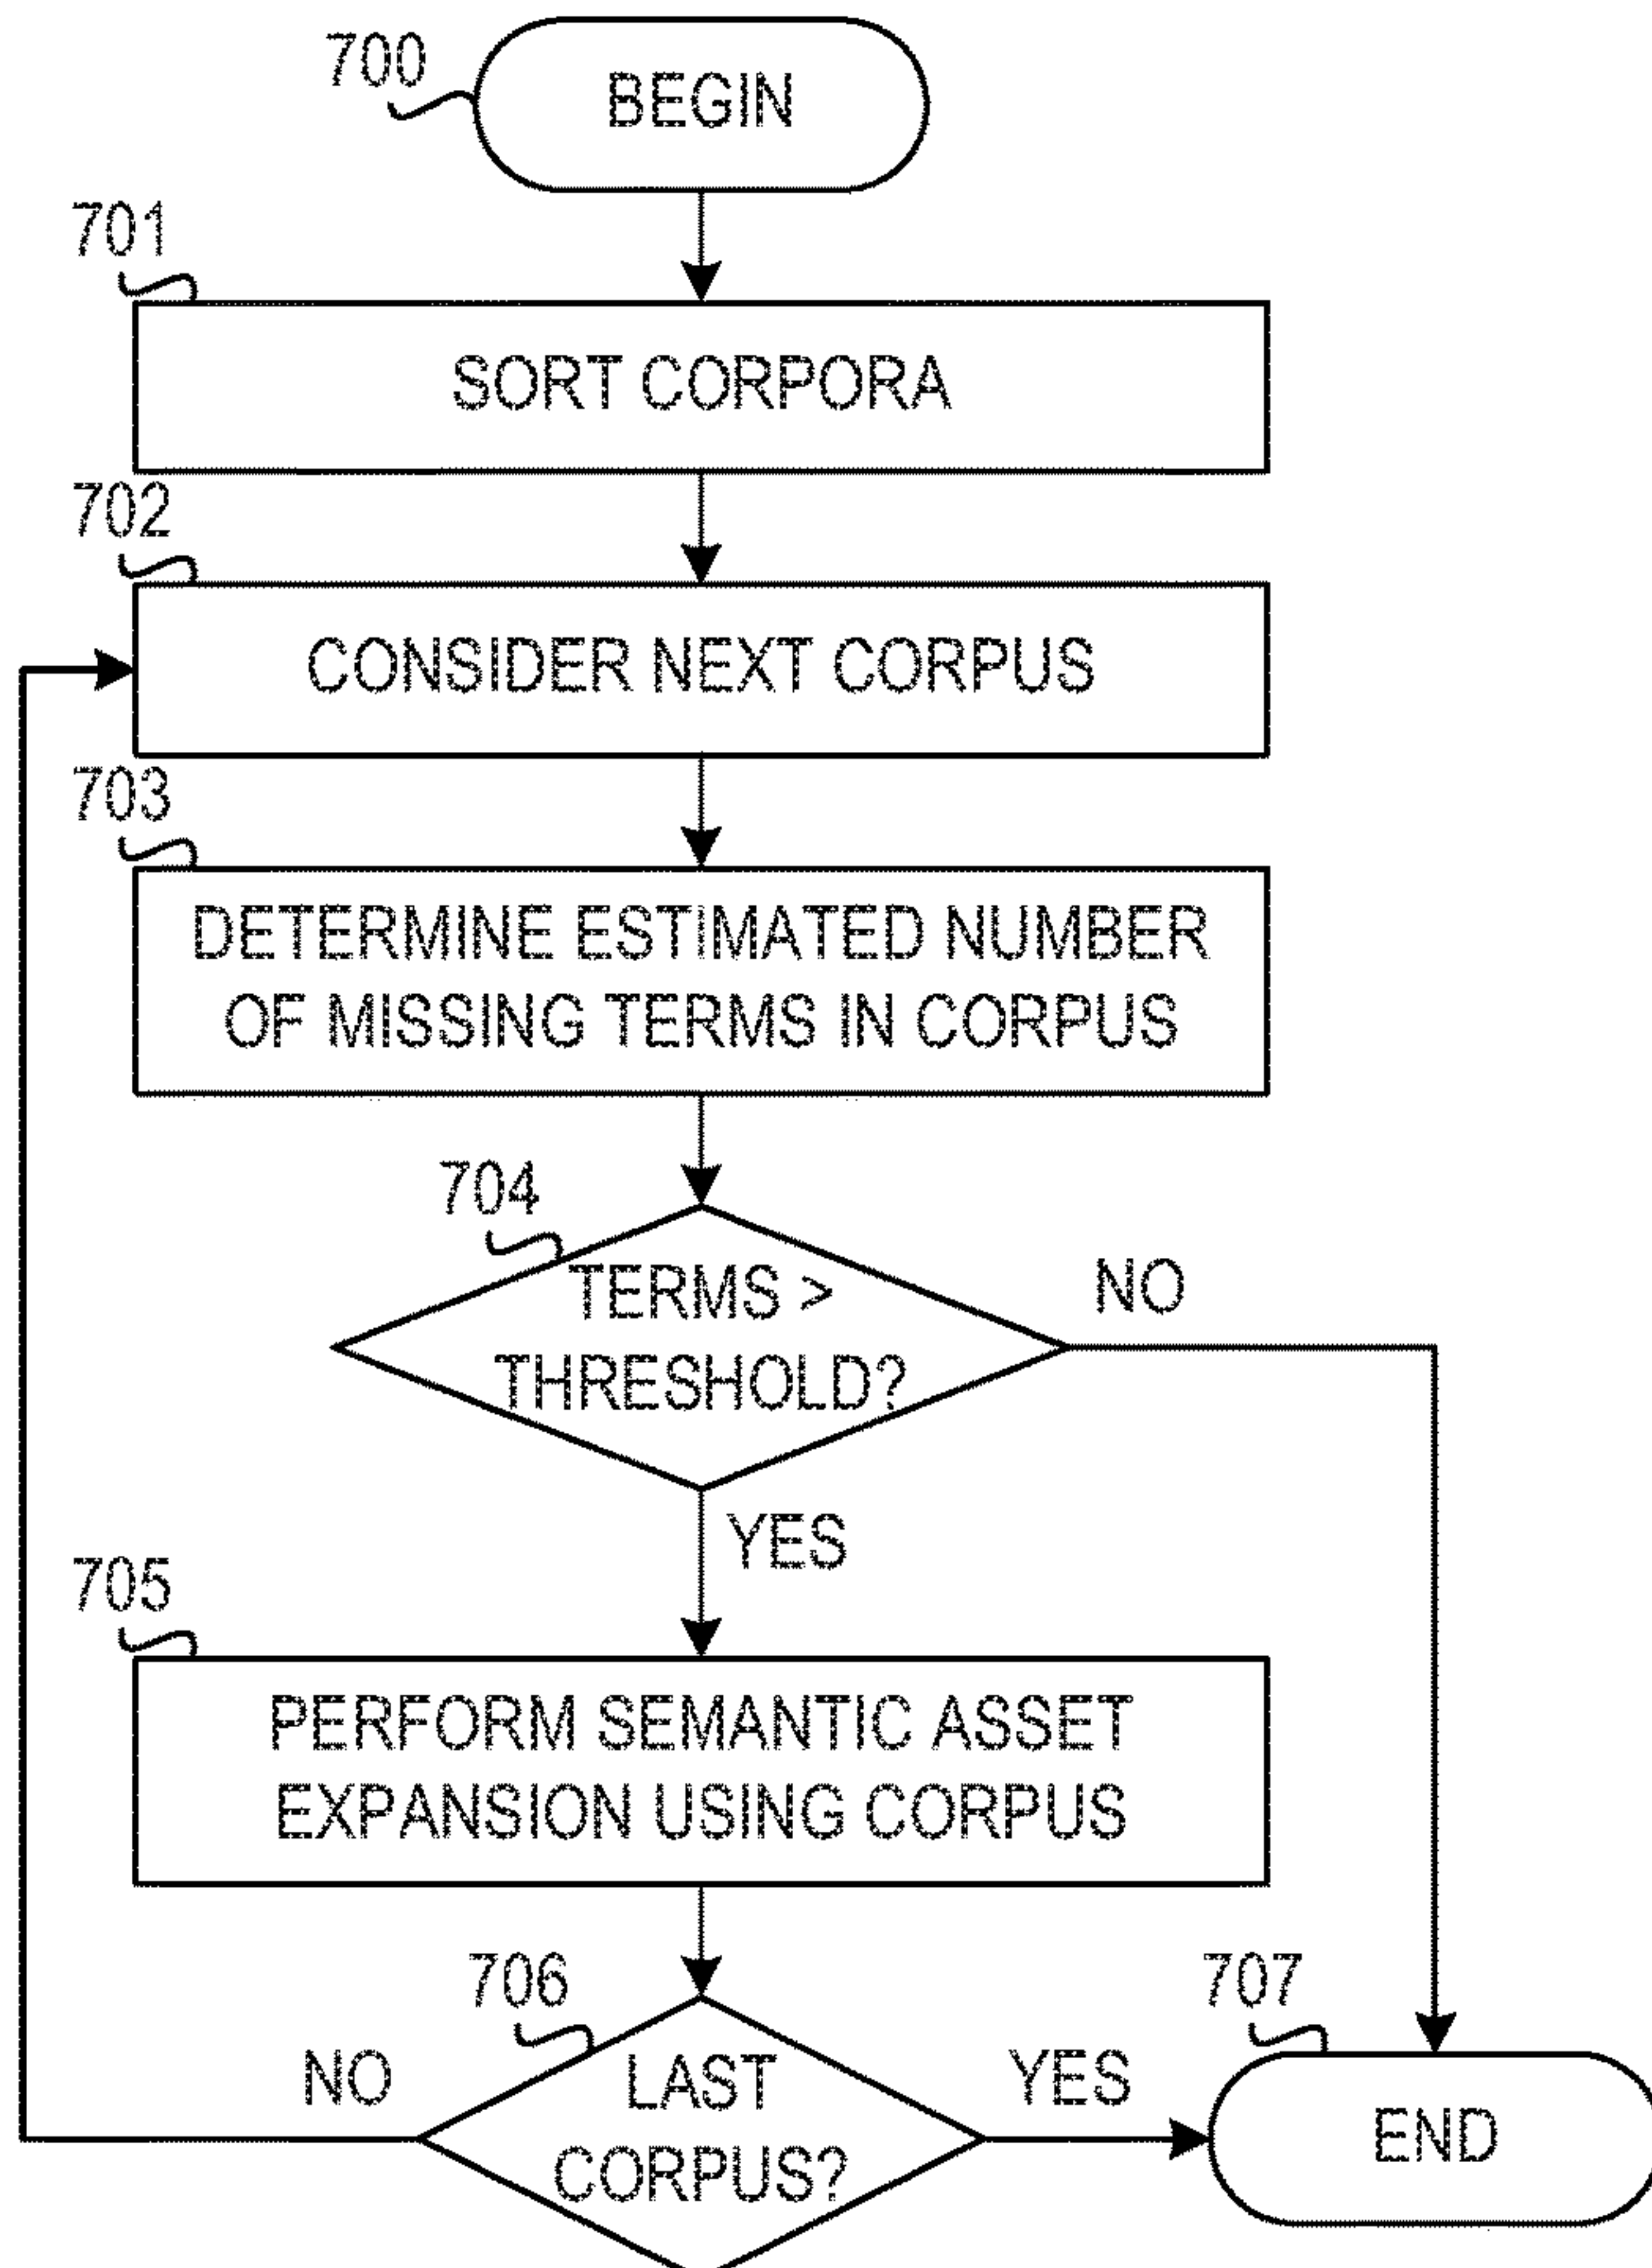 700
BEGIN
701
SORT CORPORA
702
CONSIDER NEXT CORPUS
703
DETERMINE ESTIMATED NUMBER
OF MISSING TERMS IN CORPUS
704
TERMS >
THRESHOLD?
NO
YES
705
PERFORM SEMANTIC ASSET
EXPANSION USING CORPUS
706
707
NO
LAST
CORPUS?
YES
END